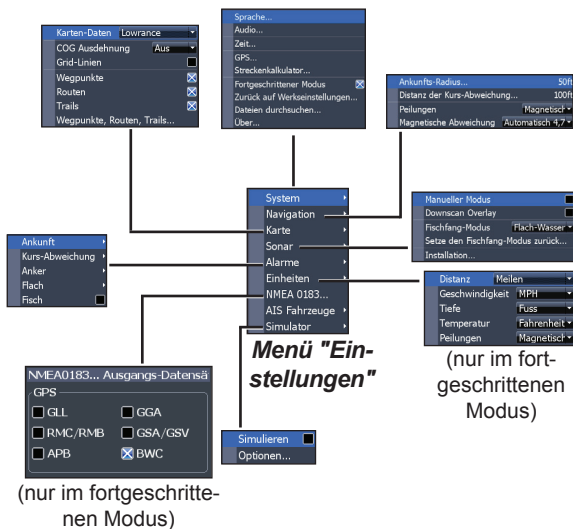 Karten-Daten Lowrance
COG Ausdehnung Aus
Grid-Linien
Wegpunkte
Routen
Trails
Wegpunkte, Routen, Trails...
Sprache...
Audio...
Zeit...
GPS...
Streckenkalkulator...
Fortgeschrittener Modus
Zurück auf Werkseinstellungen...
Dateien durchsuchen...
Über...
Ankunfts-Radius... 50ft
Distanz der Kurs-Abweichung... 100ft
Peilungen Magnetisch
Magnetische Abweichung Automatisch 4,7
System
Navigation
Karte
Sonar
Alarme
Einheiten
NMEA 0183...
AIS Fahrzeuge
Simulator
Menü "Ein-
stellungen"
Manueller Modus
Downscan Overlay
Fischfang-Modus Flach-Wasser
Setze den Fischfang-Modus zurück...
Installation...
Ankunft
Kurs-Abweichung
Anker
Flach
Fisch
Distanz Meilen
Geschwindigkeit MPH
Tiefe Fuss
Temperatur Fahrenheit
Peilungen Magnetisch
(nur im fort-
geschrittenen
Modus)
NMEA0183... Ausgangs-Datensä
GPS
GLL GGA
RMC/RMB GSA/GSV
APB BWC
(nur im fortgeschritte-
nen Modus)
Simulieren
Optionen...